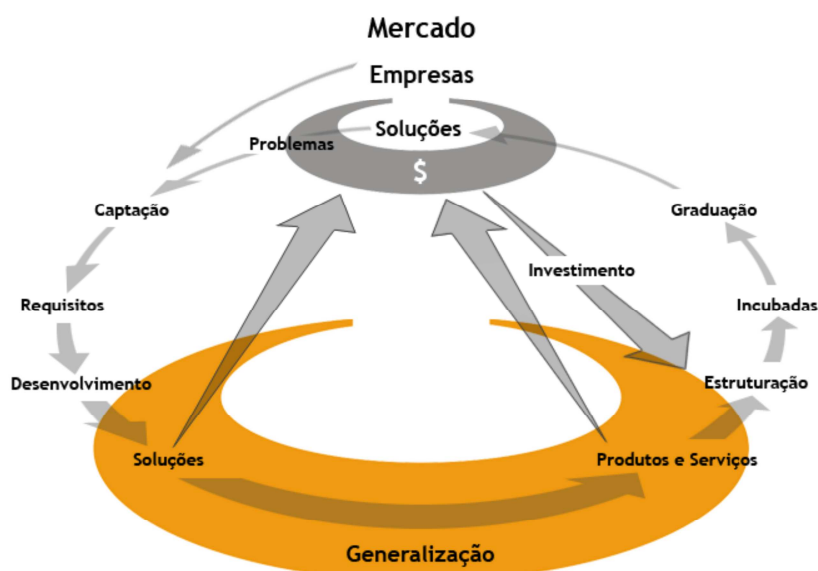 Mercado
Empresas
Soluções
Problemas
$
Captação
Graduação
Investimento
Requisitos
Incubadas
Desenvolvimento
Estruturação
Soluções
Produtos e Serviços
Generalização